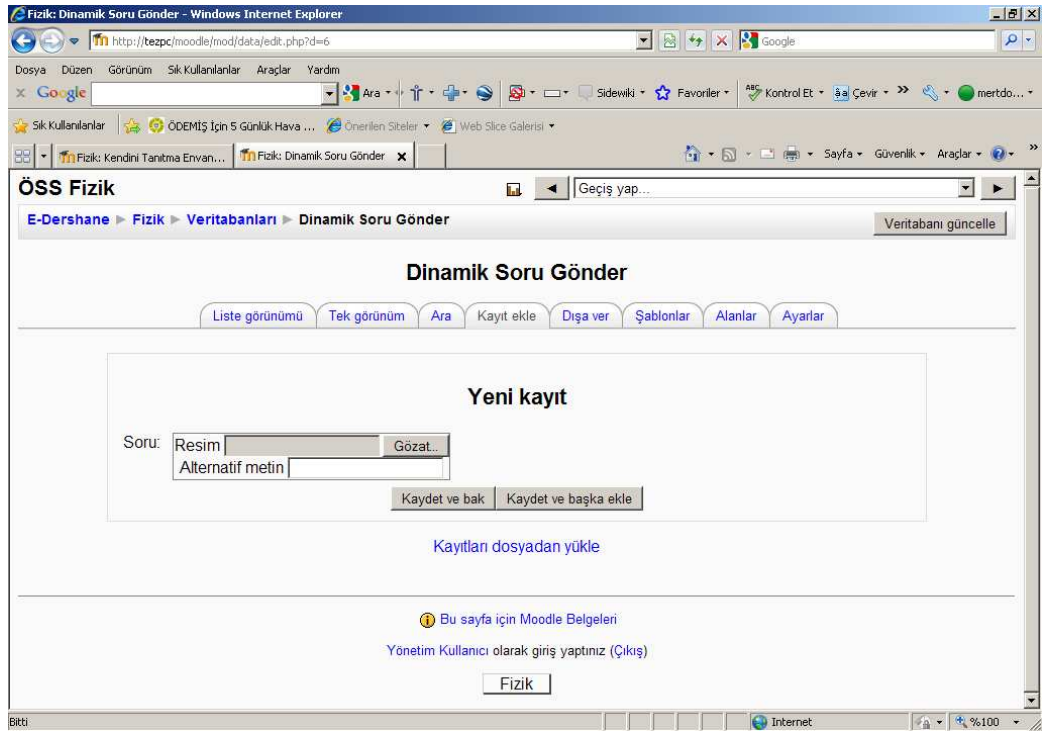 Fizik: Dinamik Soru Gönder - Windows Internet Explorer
http://tezpc/moodle/mod/data/edit.php?d=6 Google
Dosya Düzen Görünüm Sık Kullanılanlar Araçlar Yardım
x Google Ara Sidewiki Favoriler Kontrol Et Çevir >> mertdo...
Sık Kullanılanlar ÖDEMİŞ İçin 5 Günlük Hava ... Önerilen Siteler Web Slice Galerisi
Fizik: Kendini Tanıtma Envan... Fizik: Dinamik Soru Gönder x Sayfa Güvenlik Araçlar >>
ÖSS Fizik Geçiş yap...
E-Dershane ► Fizik ► Veritabanları ► Dinamik Soru Gönder Veritabanı güncelle
Dinamik Soru Gönder
Liste görünümü Tek görünüm Ara Kayıt ekle Dışa ver Şablonlar Alanlar Ayarlar
Yeni kayıt
Soru: Resim Gözat...
Alternatif metin
Kaydet ve bak Kaydet ve başka ekle
Kayıtları dosyadan yükle
Bu sayfa için Moodle Belgeleri
Yönetim Kullanıcı olarak giriş yaptınız (Çıkış)
Fizik
Bitti Internet %100